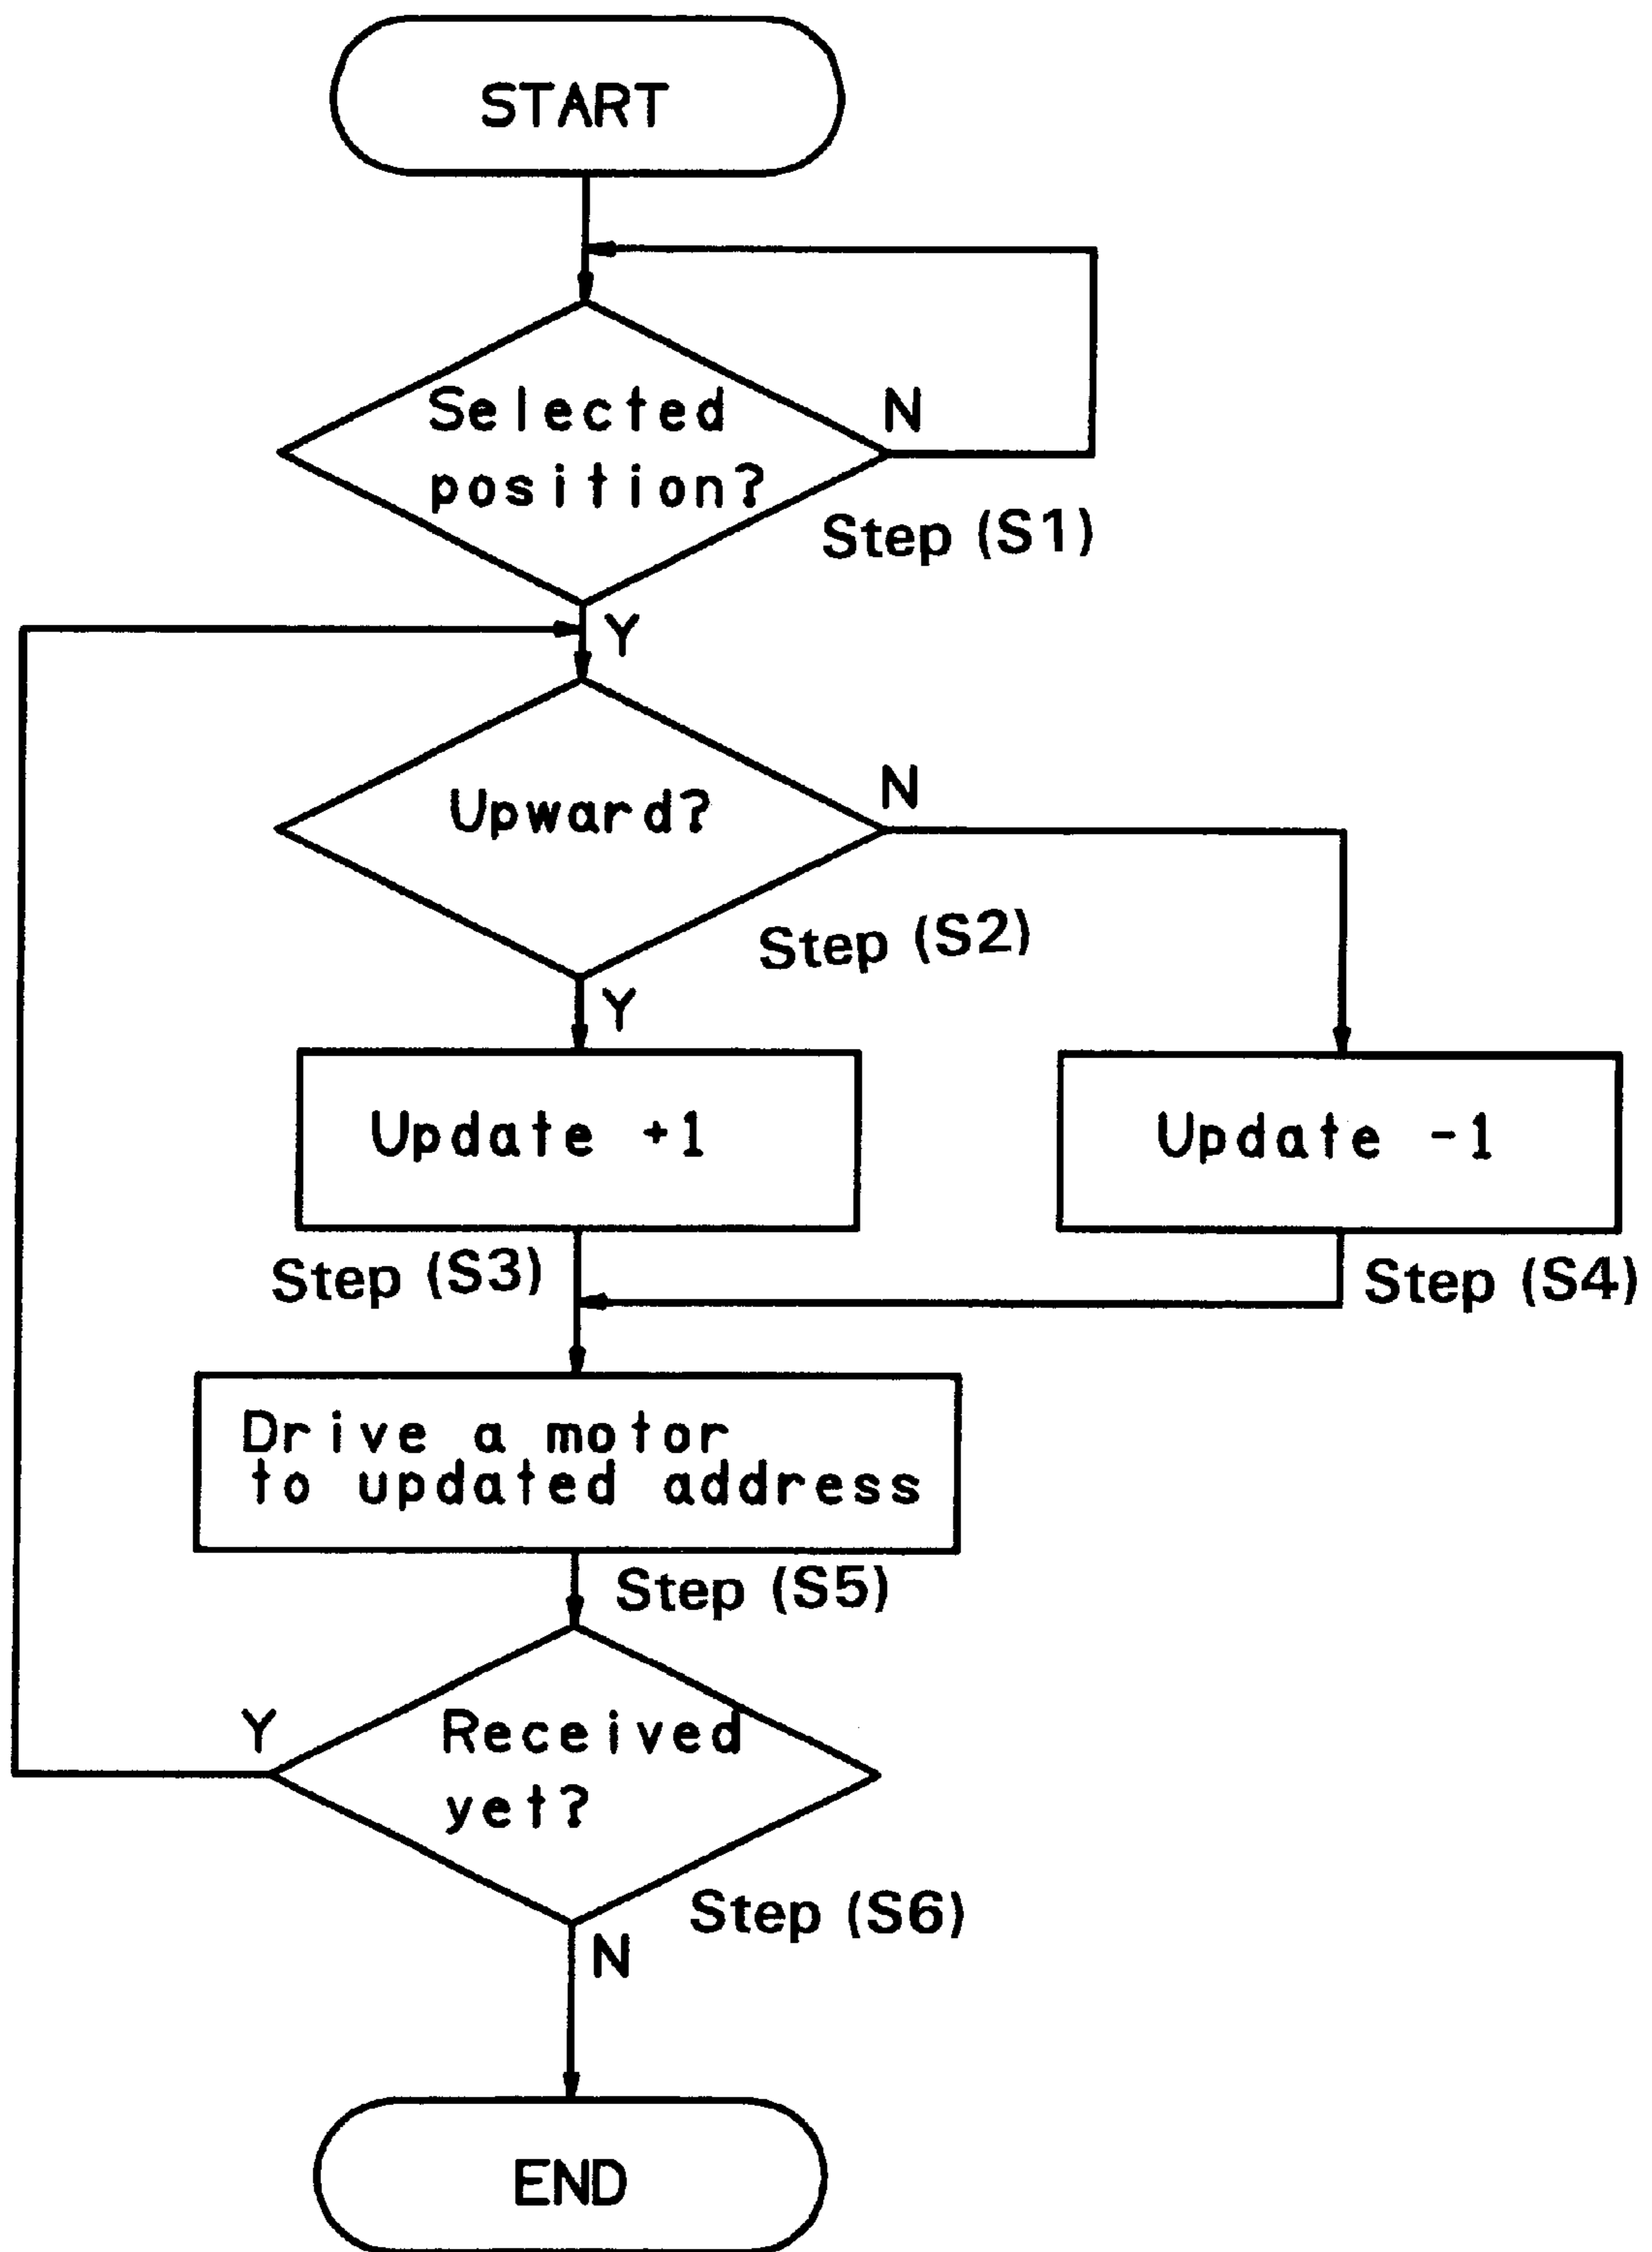 START
Selected
position?
N
Step (S1)
Y
Upward?
N
Step (S2)
Y
Update +1
Update -1
Step (S3)
Step (S4)
Drive a motor
to updated address
Step (S5)
Y
Received
yet?
Step (S6)
N
END